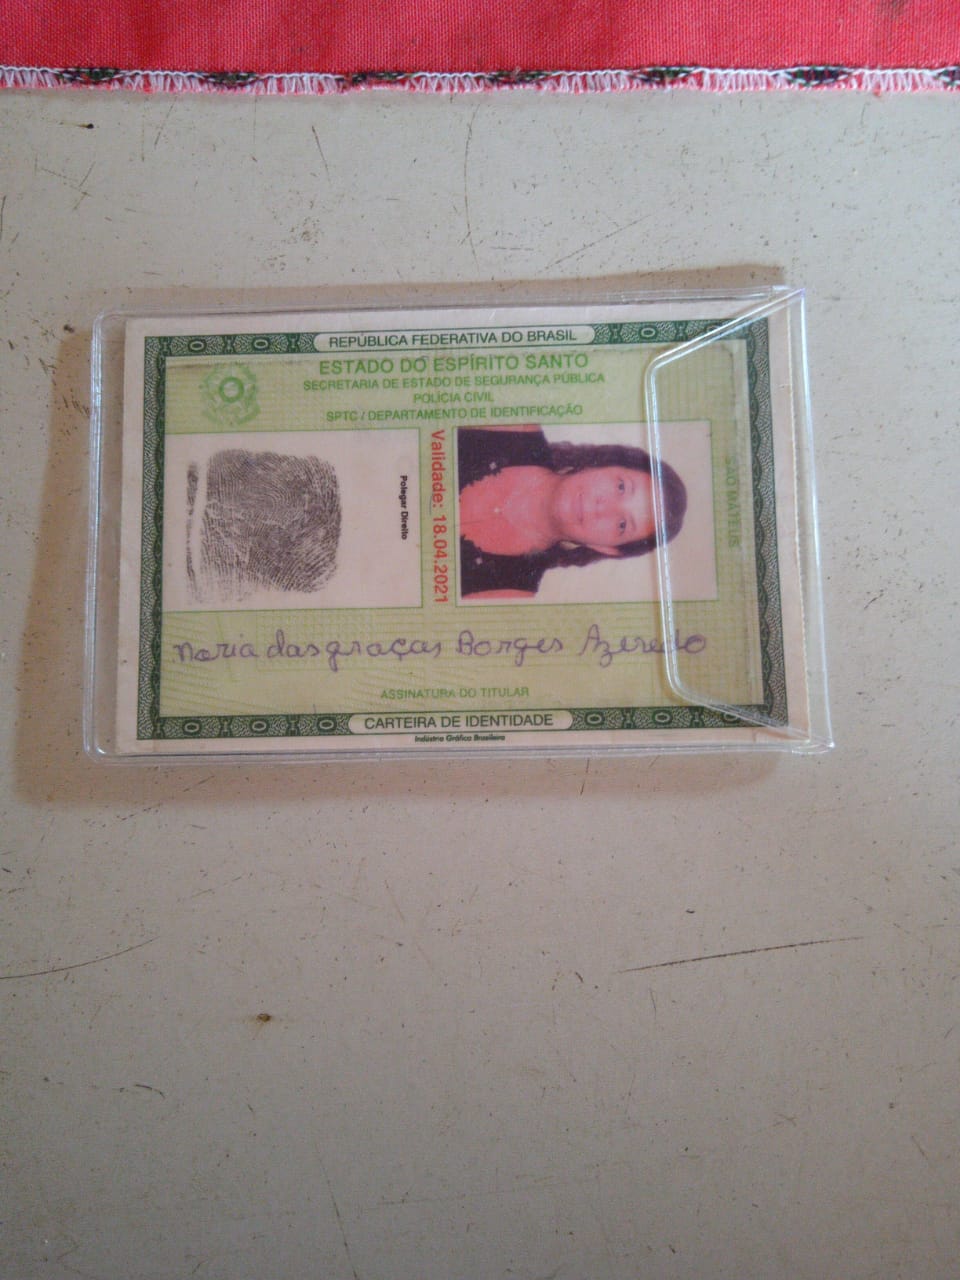 REPÚBLICA FEDERATIVA DO BRASIL
ESTADO DO ESPÍRITO SANTO
SECRETARIA DE ESTADO DE SEGURANÇA PÚBLICA
POLÍCIA CIVIL
SPTC / DEPARTAMENTO DE IDENTIFICAÇÃO
Polegar Direito
Validade: 18.04.2021
SÃO MATEUS
Maria das graças Borges Azeredo
ASSINATURA DO TITULAR
CARTEIRA DE IDENTIDADE
Indústria Gráfica Brasileira